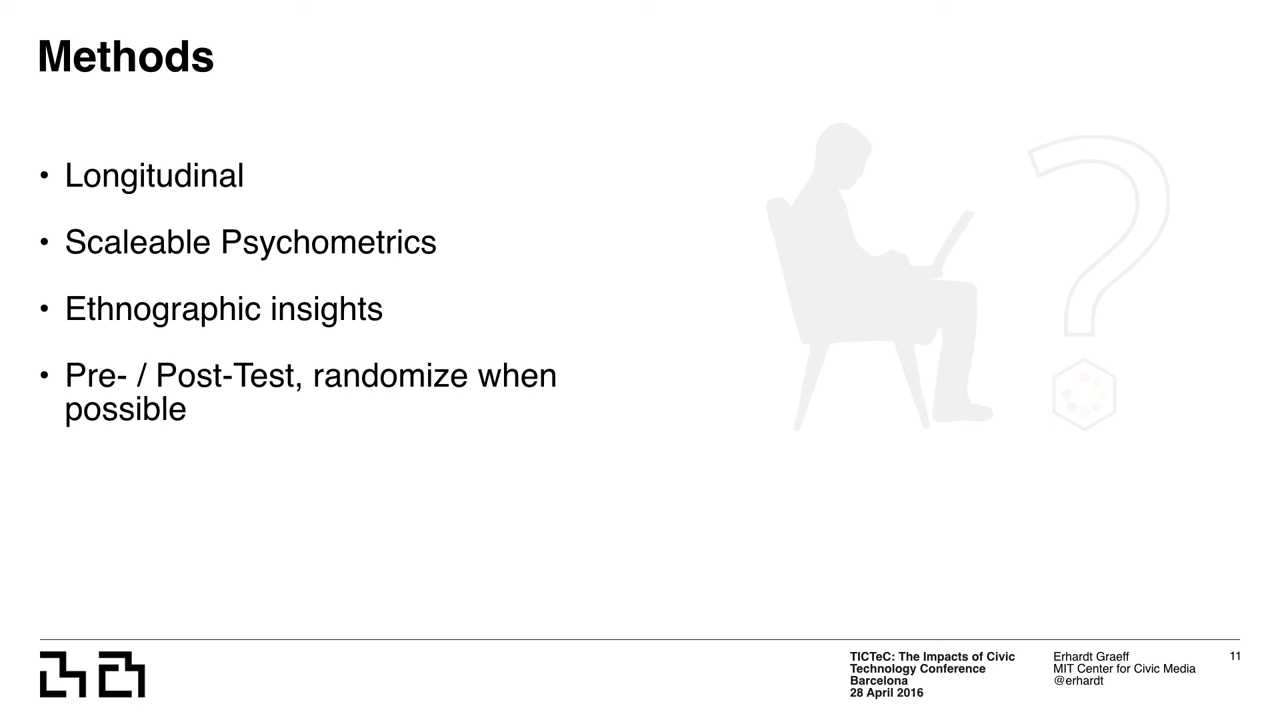 Methods
• Longitudinal
• Scaleable Psychometrics
• Ethnographic insights
• Pre- / Post-Test, randomize when
possible
TICTeC: The Impacts of Civic
Technology Conference
Barcelona
28 April 2016
Erhardt Graeff
MIT Center for Civic Media
@erhardt
11